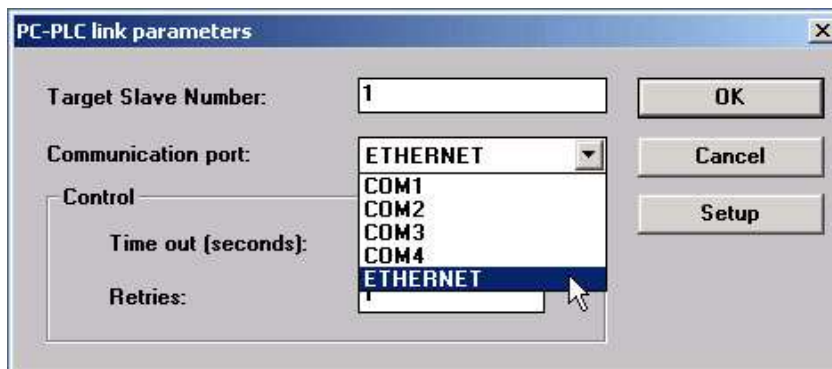 PC-PLC link parameters
Target Slave Number: 1 OK
Communication port: ETHERNET Cancel
Control
COM1
COM2 Setup
COM3
Time out (seconds):
COM4
ETHERNET
Retries: